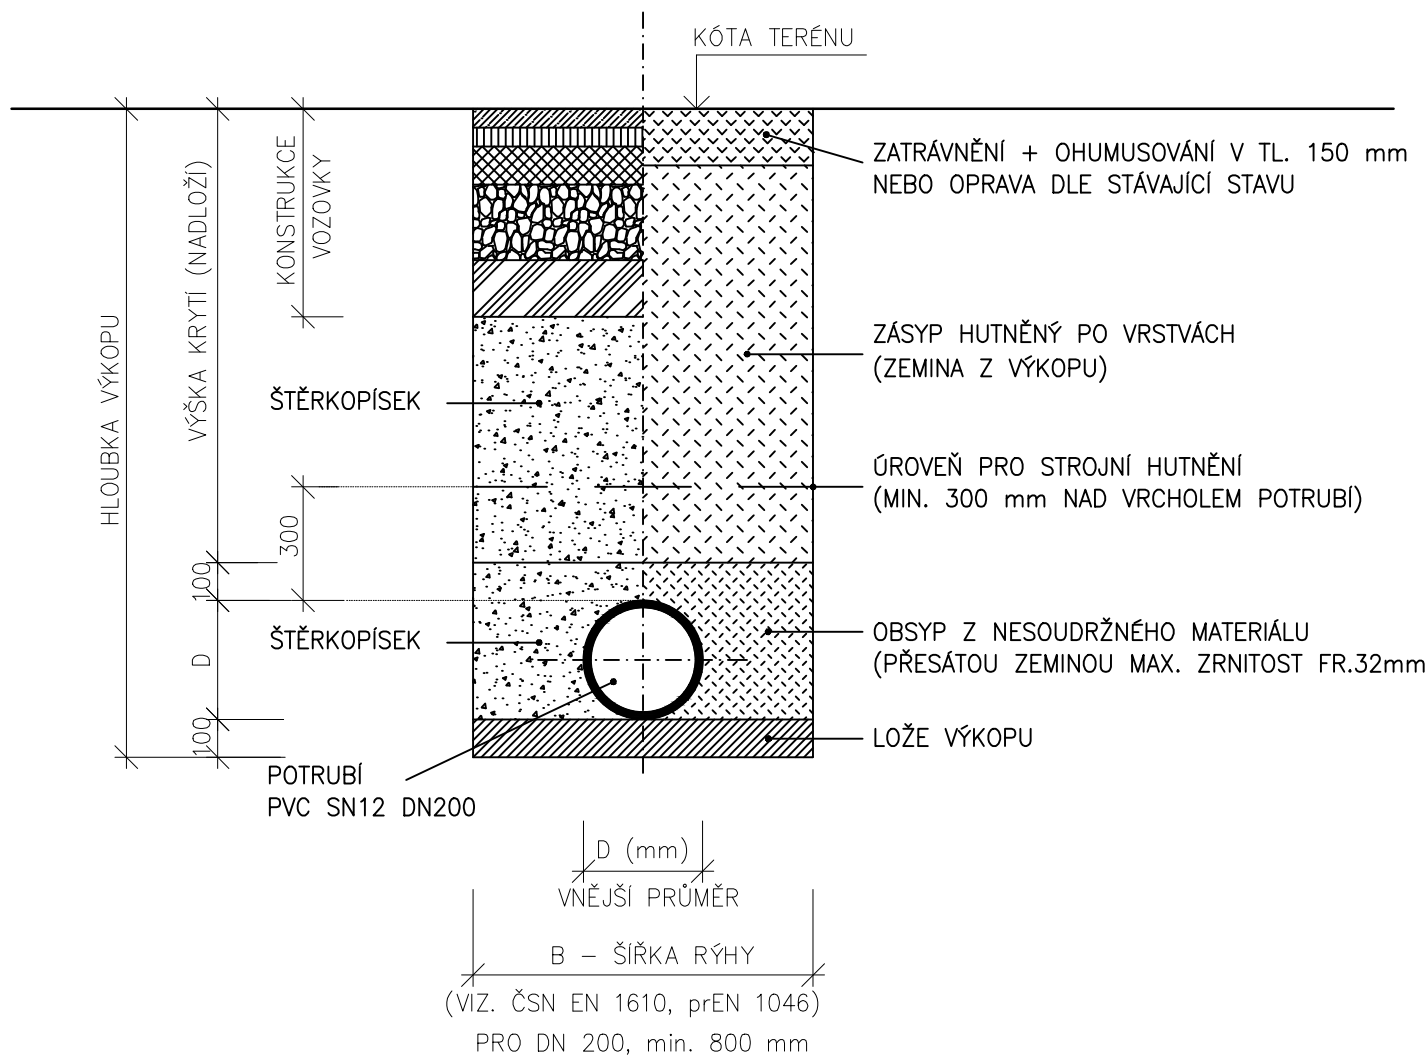 KÓTA TERÉNU
ZATRÁVNĚNÍ + OHUMUSOVÁNÍ V TL. 150 mm
NEBO OPRAVA DLE STÁVAJÍCÍ STAVU
KONSTRUKCE
VOZOVKY
VÝŠKA KRYTÍ (NADLOŽÍ)
HLOUBKA VÝKOPU
ZÁSYP HUTNĚNÝ PO VRSTVÁCH
(ZEMINA Z VÝKOPU)
ŠTĚRKOPÍSEK
ÚROVEŇ PRO STROJNÍ HUTNĚNÍ
(MIN. 300 mm NAD VRCHOLEM POTRUBÍ)
300
100
D
100
ŠTĚRKOPÍSEK
OBSYP Z NESOUDRŽNÉHO MATERIÁLU
(PŘESÁTOU ZEMINOU MAX. ZRNITOST FR.32mm
LOŽE VÝKOPU
POTRUBÍ
PVC SN12 DN200
D (mm)
VNĚJŠÍ PRŮMĚR
B – ŠÍŘKA RÝHY
(VIZ. ČSN EN 1610, prEN 1046)
PRO DN 200, min. 800 mm